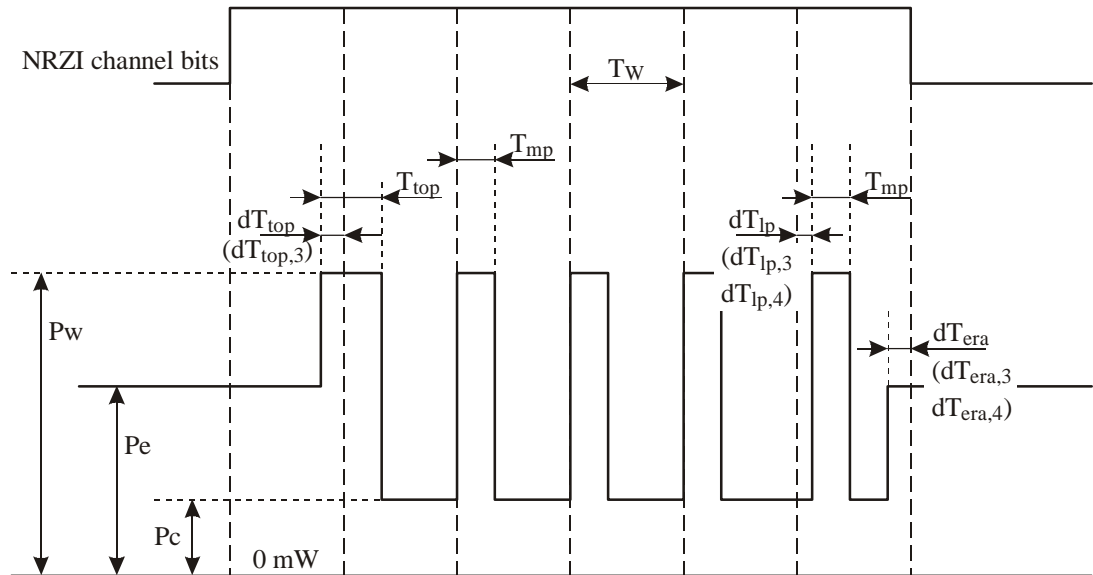 NRZI channel bits
TW
Tmp
Ttop
Tmp
dTtop
(dTtop,3)
dTlp
(dTlp,3
dTlp,4)
Pw
dTera
(dTera,3
dTera,4)
Pe
Pc
0 mW